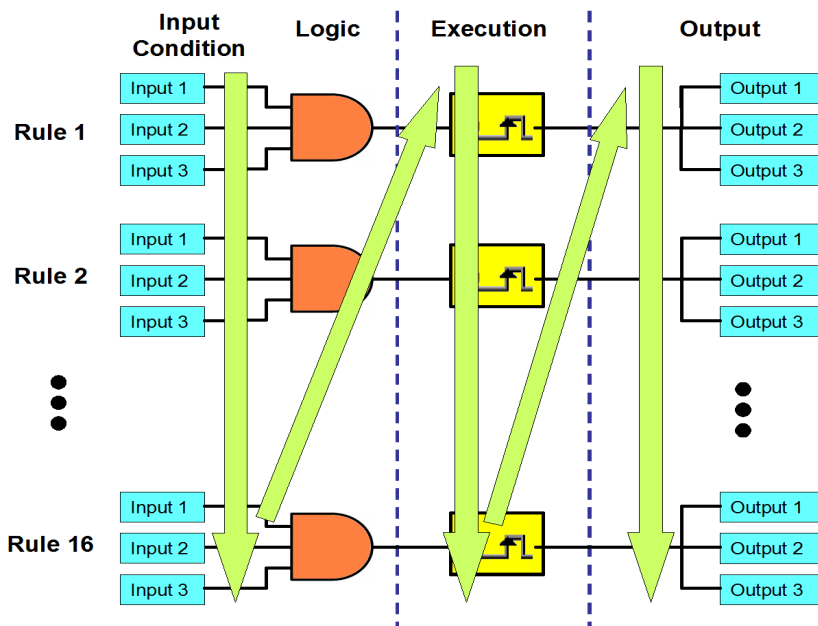 Input
Condition
Logic
Execution
Output
Rule 1
Input 1
Input 2
Input 3
Output 1
Output 2
Output 3
Rule 2
Input 1
Input 2
Input 3
Output 1
Output 2
Output 3
Rule 16
Input 1
Input 2
Input 3
Output 1
Output 2
Output 3